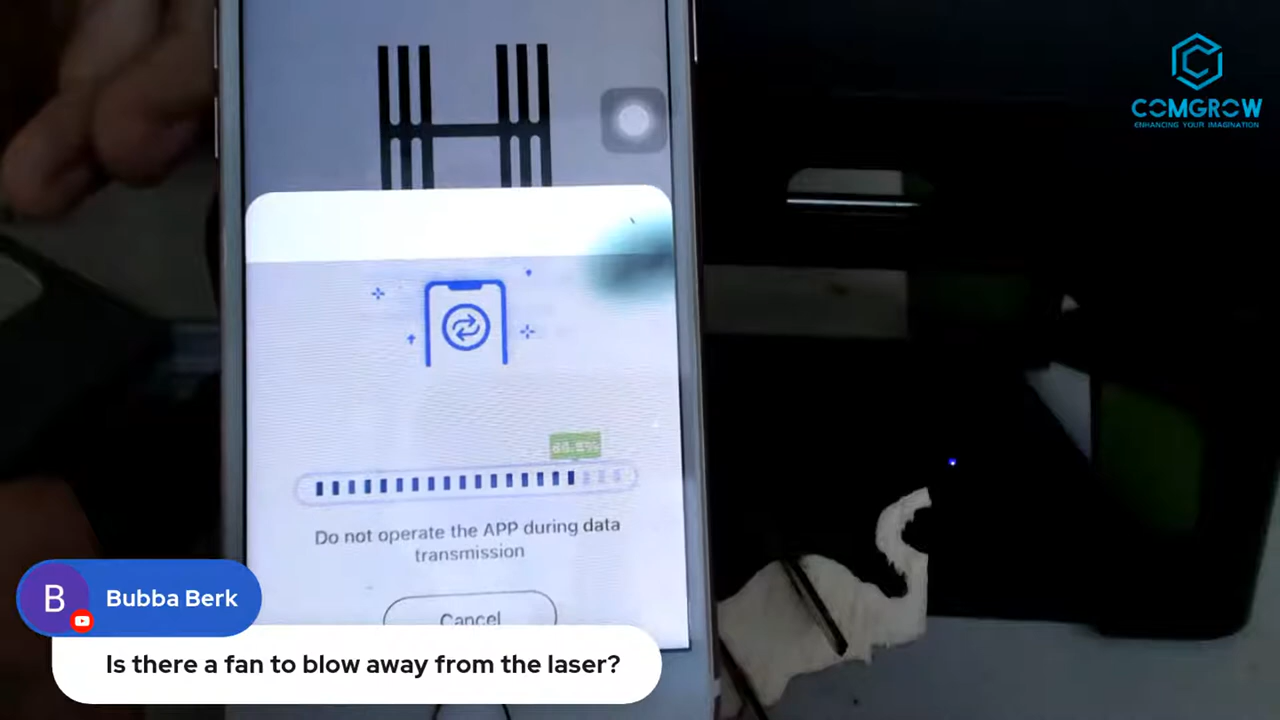 COMGROW
ENHANCING YOUR IMAGINATION
Do not operate the APP during data
transmission
Cancel
B
Bubba Berk
Is there a fan to blow away from the laser?